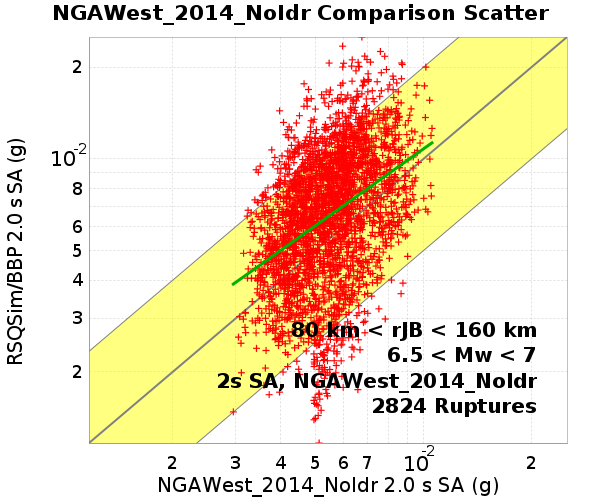 NGAWest_2014_NoIdr Comparison Scatter
RSQSim/BBP 2.0 s SA (g)
2
10-2
8
6
5
4
3
2
80 km < rJB < 160 km
6.5 < Mw < 7
2s SA, NGAWest_2014_NoIdr
2824 Ruptures
2 3 4 5 6 7 10-2 2
NGAWest_2014_NoIdr 2.0 s SA (g)